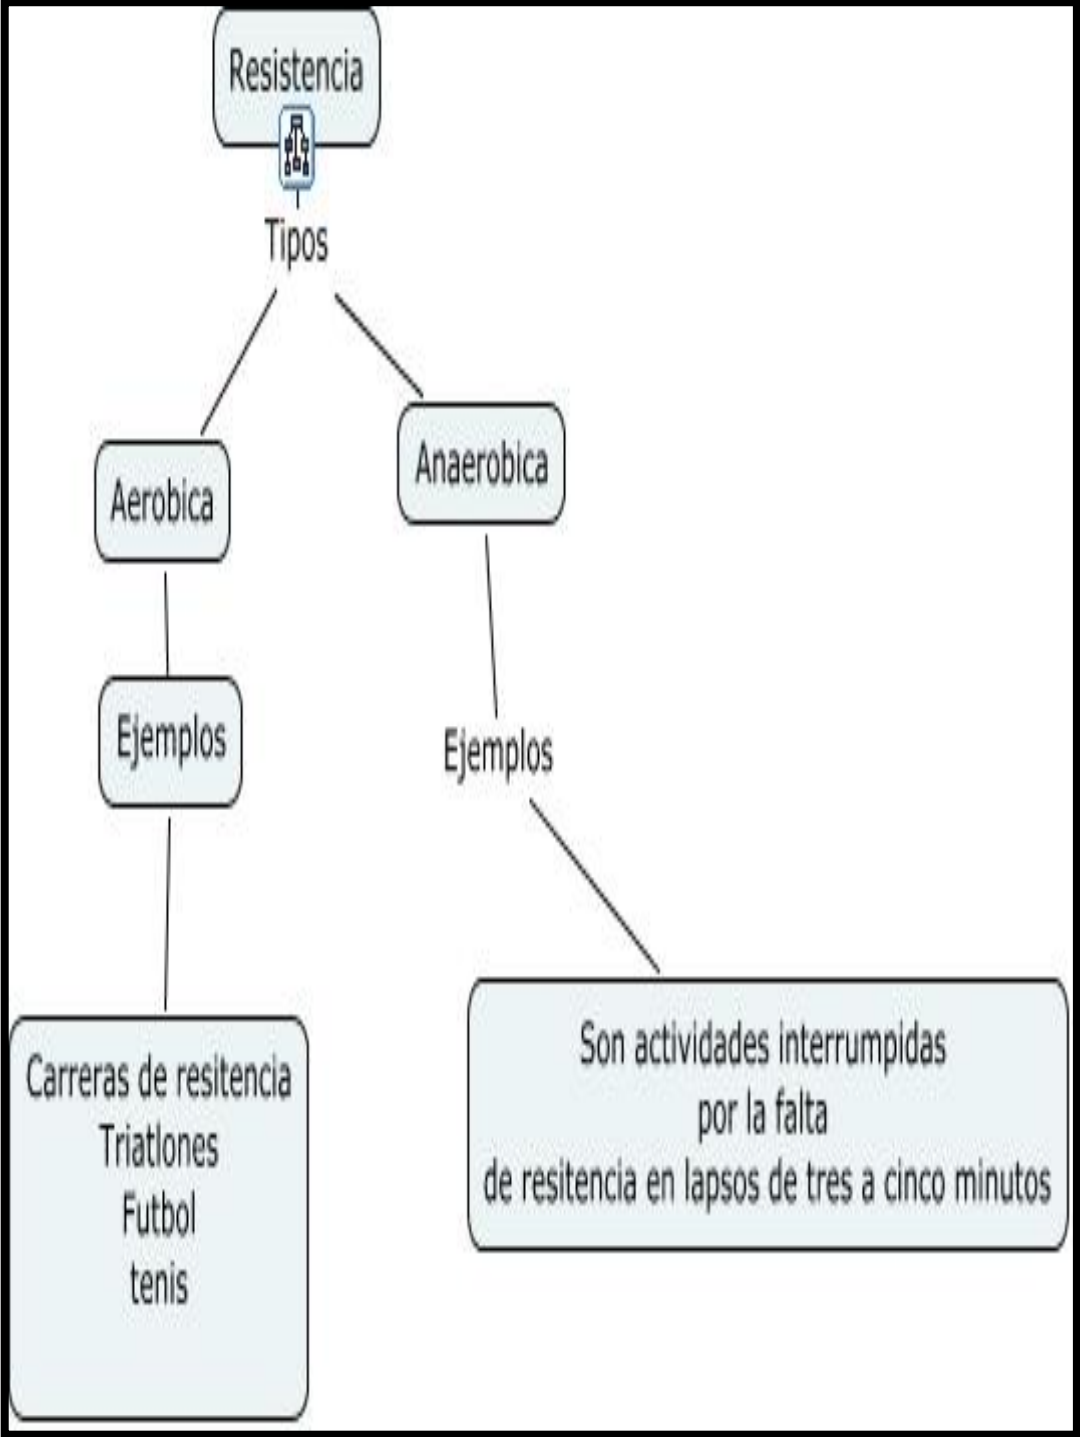 Resistencia
Tipos
Aerobica
Anaerobica
Ejemplos
Ejemplos
Carreras de resitencia
Triatlones
Futbol
tenis
Son actividades interrumpidas
por la falta
de resitencia en lapsos de tres a cinco minutos